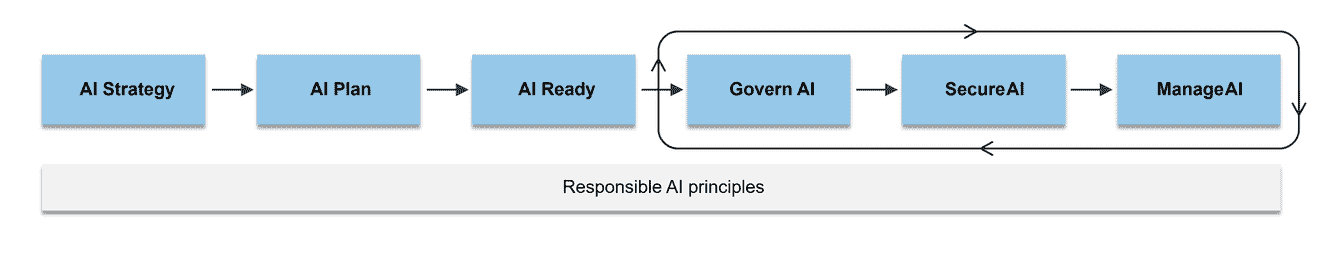 AI Strategy
AI Plan
AI Ready
Govern AI
SecureAI
ManageAI
Responsible AI principles